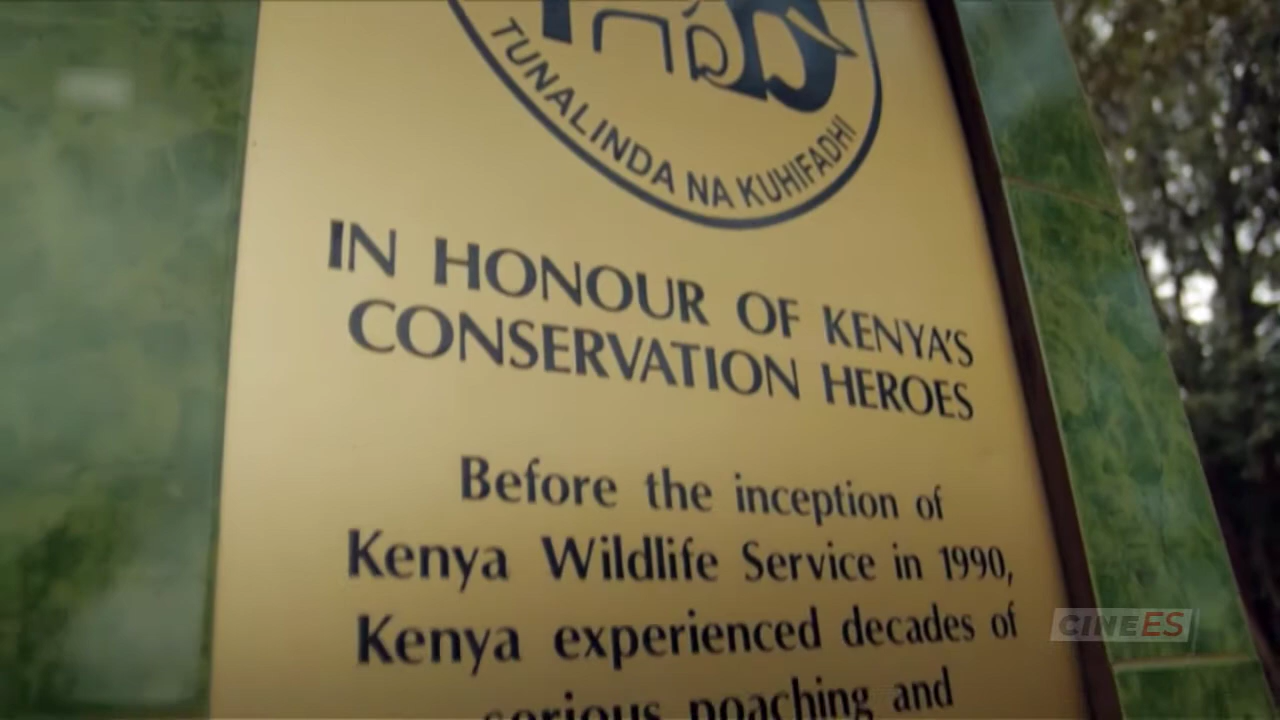 TUNALINDA NA KUHIFADHI
IN HONOUR OF KENYA'S
CONSERVATION HEROES
Before the inception of
Kenya Wildlife Service in 1990,
Kenya experienced decades of
serious poaching and
CINEES